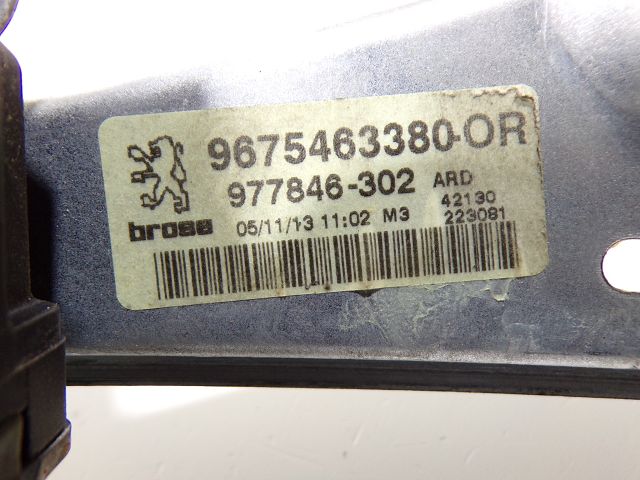 9675463380-OR
977846-302 ARD
brose 05/11/13 11:02 M3 42130
223081